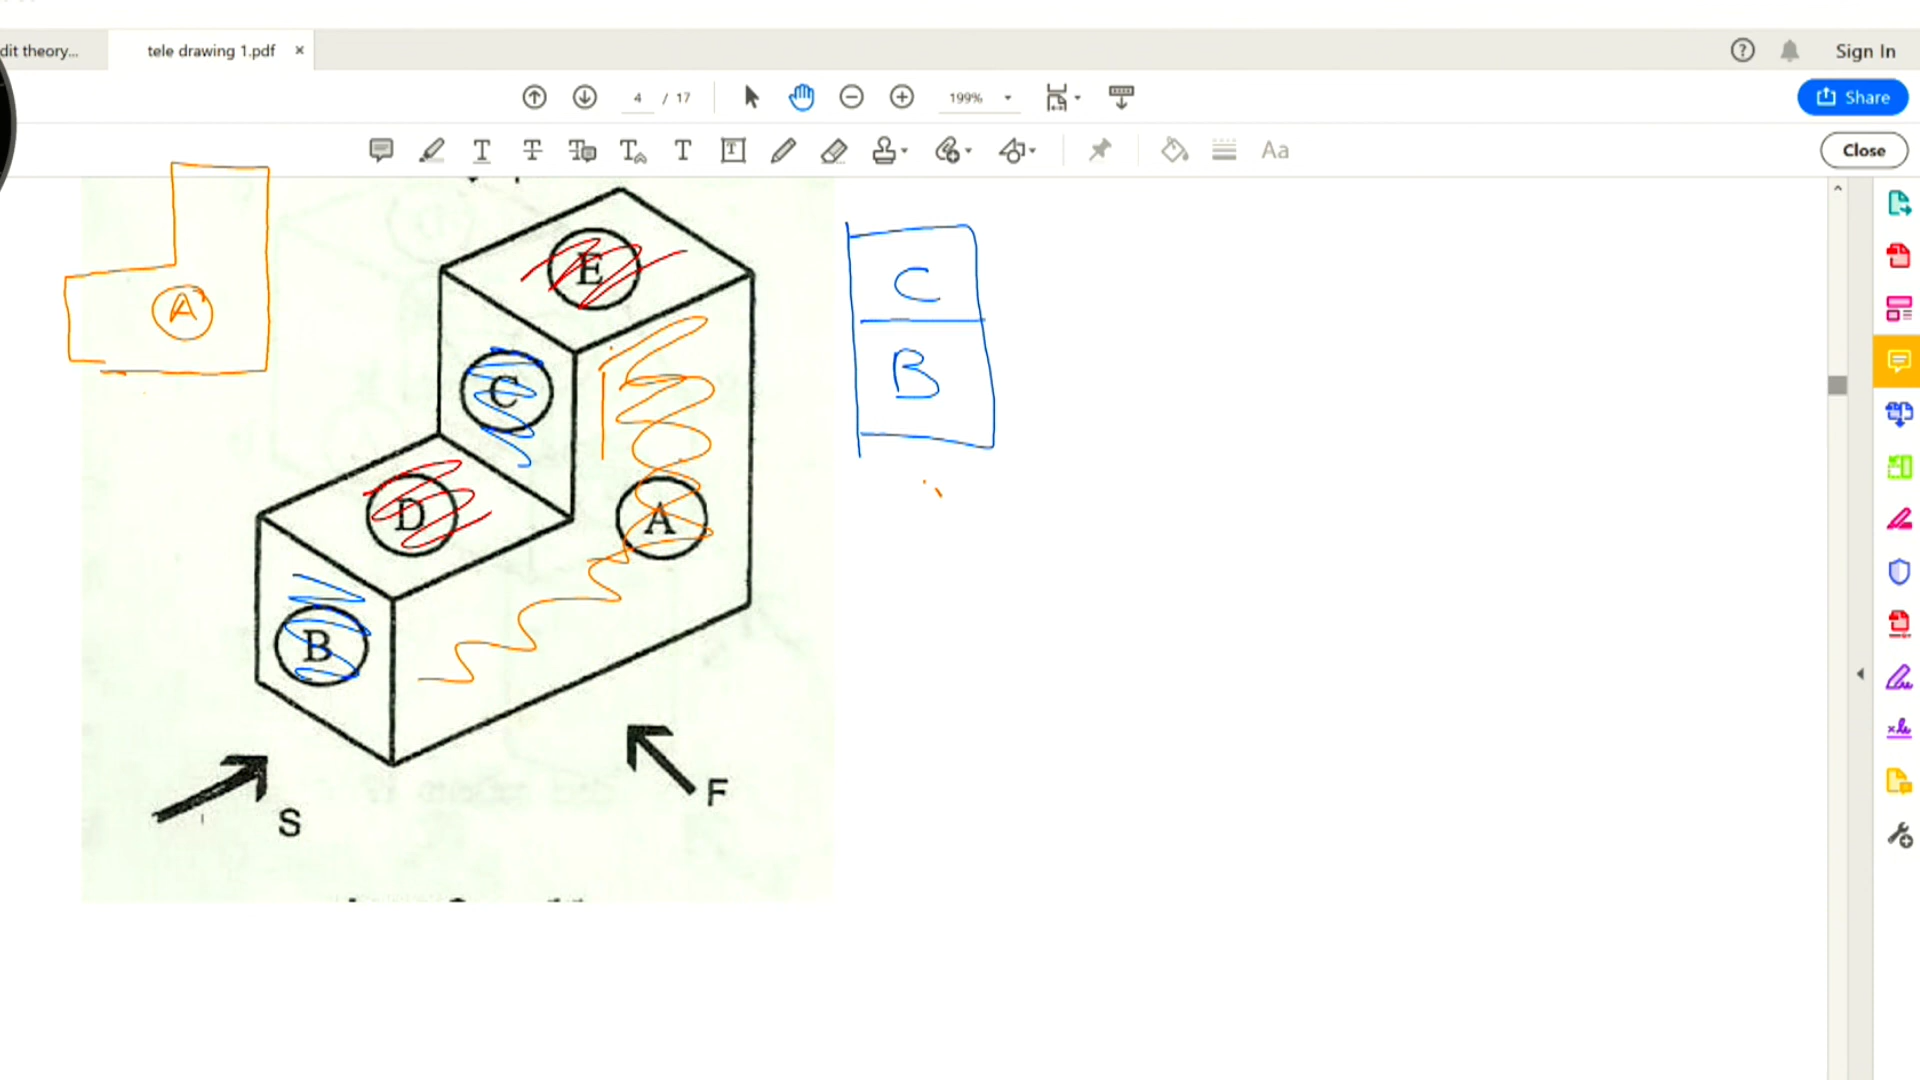 dit theory...
tele drawing 1.pdf
Sign In
4 / 17
199%
Share
Aa
Close
A
E
C
C
B
D
A
B
F
S